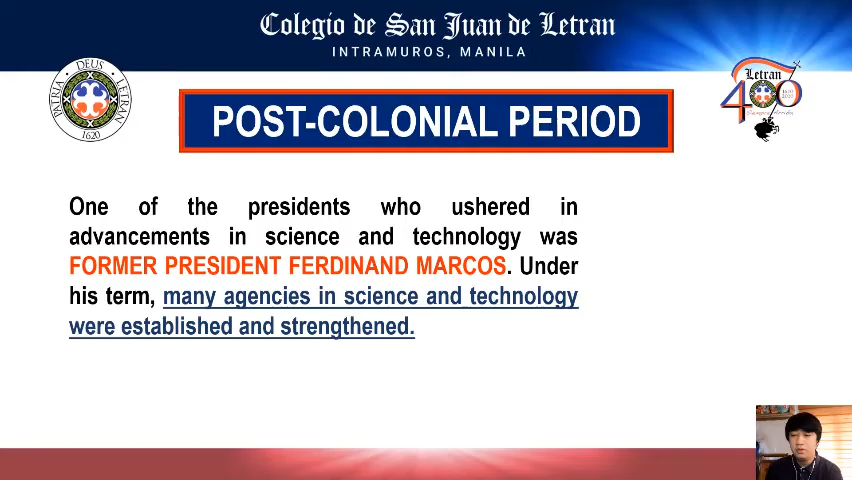 Colegio de San Juan de Letran
INTRAMUROS, MANILA
DEUS
PATRIA
LETRAN
1620
Letran
400
POST-COLONIAL PERIOD
One of the presidents who ushered in
advancements in science and technology was
FORMER PRESIDENT FERDINAND MARCOS. Under
his term, many agencies in science and technology
were established and strengthened.